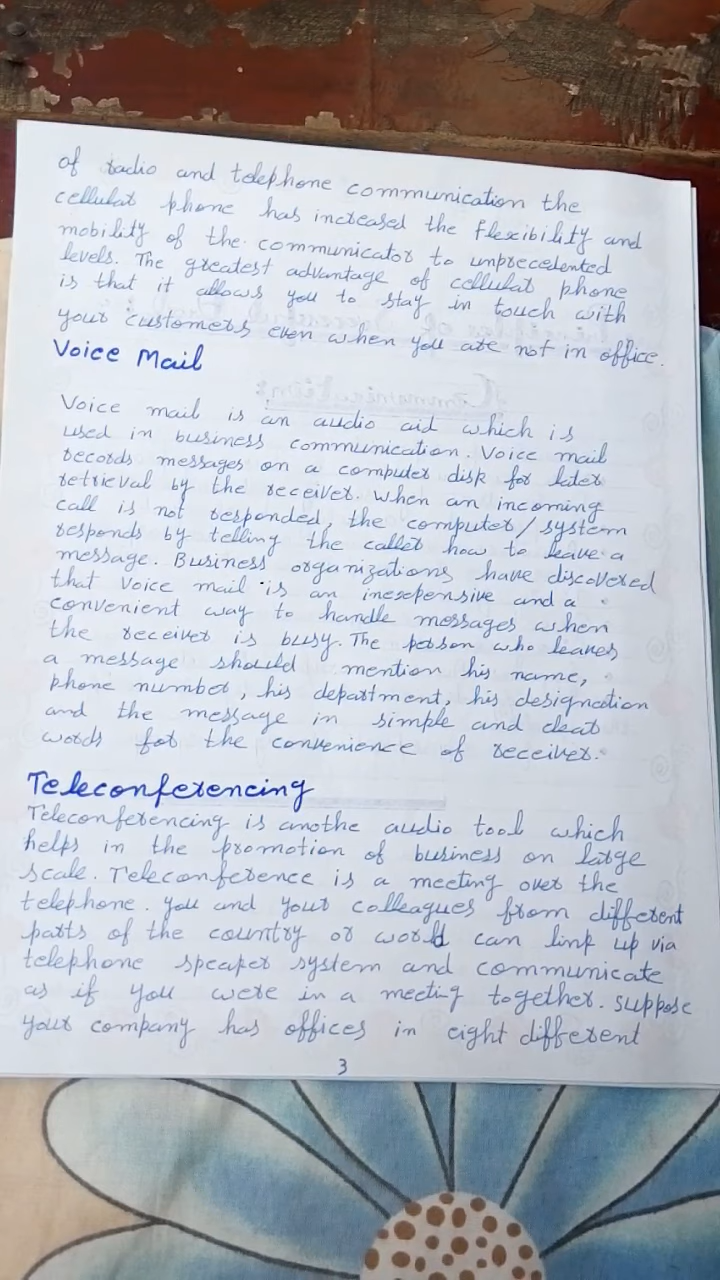 of radio and telephone communication the
cellular phone has increased the flexibility and
mobility of the communicator to unprecedented
levels. The greatest advantage of cellular phone
is that it allows you to stay in touch with
your customers even when you are not in office.
Voice Mail
Voice mail is an audio aid which is
used in business communication. Voice mail
records messages on a computer disk for later
retrieval by the receiver. When an incoming
call is not responded, the computer/system
responds by telling the caller how to leave a
message. Business organizations have discovered
that Voice mail is an inexpensive and a
convenient way to handle messages when
the receiver is busy. The person who leaves
a message should mention his name,
phone number, his department, his designation
and the message in simple and clear
words for the convenience of receiver.
Teleconferencing
Teleconferencing is anothe audio tool which
helps in the promotion of business on large
scale. Teleconference is a meeting over the
telephone. you and your colleagues from different
parts of the country or world can link up via
telephone speaper system and communicate
as if you were in a meeting together. suppose
your company has offices in eight different
3